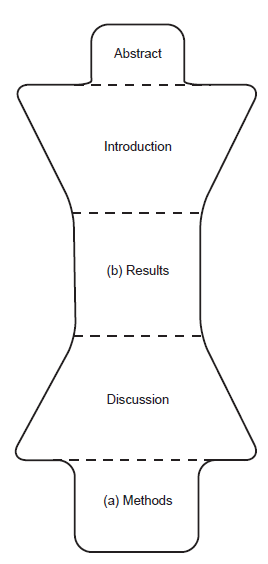 Abstract
Introduction
(b) Results
Discussion
(a) Methods